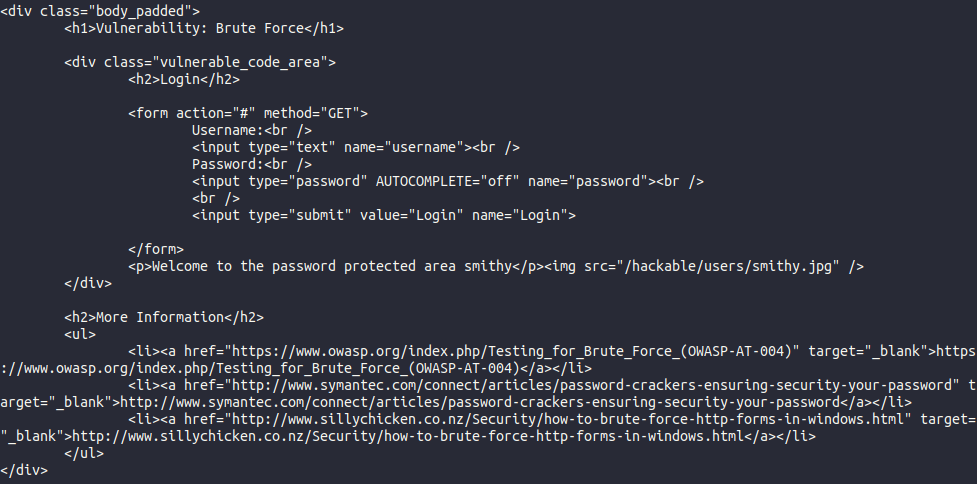 <div class="body_padded">
<h1>Vulnerability: Brute Force</h1>
<div class="vulnerable_code_area">
<h2>Login</h2>
<form action="#" method="GET">
Username:<br />
<input type="text" name="username"><br />
Password:<br />
<input type="password" AUTOCOMPLETE="off" name="password"><br />
<br />
<input type="submit" value="Login" name="Login">
</form>
<p>Welcome to the password protected area smithy</p><img src="/hackable/users/smithy.jpg" />
</div>
<h2>More Information</h2>
<ul>
<li><a href="https://www.owasp.org/index.php/Testing_for_Brute_Force_(OWASP-AT-004)" target="_blank">https
://www.owasp.org/index.php/Testing_for_Brute_Force_(OWASP-AT-004)</a></li>
<li><a href="http://www.symantec.com/connect/articles/password-crackers-ensuring-security-your-password" t
arget="_blank">http://www.symantec.com/connect/articles/password-crackers-ensuring-security-your-password</a></li>
<li><a href="http://www.sillychicken.co.nz/Security/how-to-brute-force-http-forms-in-windows.html" target=
"_blank">http://www.sillychicken.co.nz/Security/how-to-brute-force-http-forms-in-windows.html</a></li>
</ul>
</div>